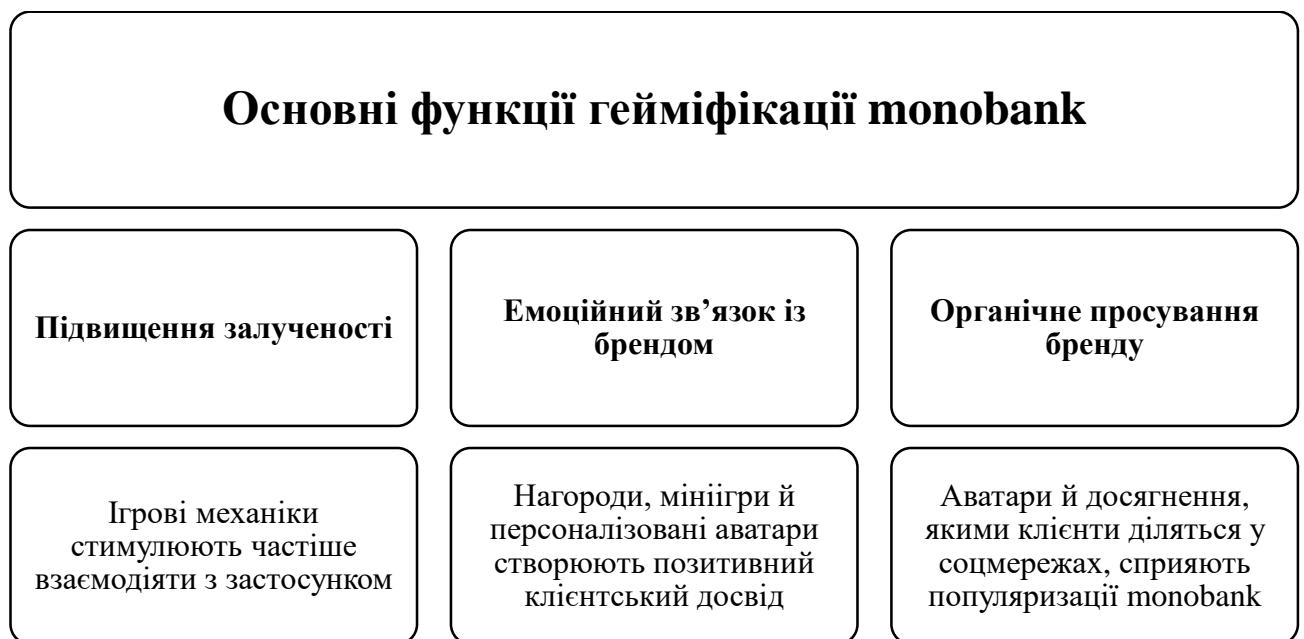 Основні функції гейміфікації monobank
Підвищення залученості
Емоційний зв’язок із
брендом
Органічне просування
бренду
Ігрові механіки
стимулюють частіше
взаємодіяти з застосунком
Нагороди, мініігри й
персоналізовані аватари
створюють позитивний
клієнтський досвід
Аватари й досягнення,
якими клієнти діляться у
соцмережах, сприяють
популяризації monobank